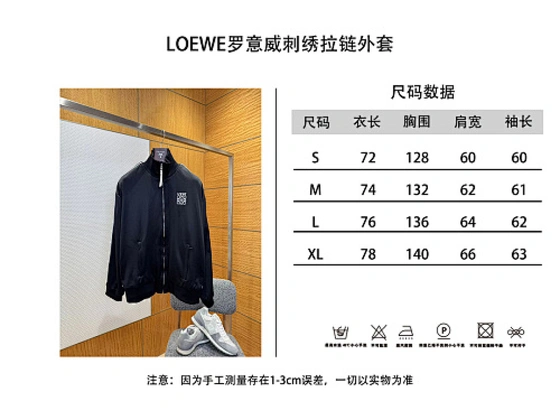 LOEWE罗意威刺绣拉链外套
尺码数据
尺码 衣长 胸围 肩宽 袖长
S 72 128 60 60
M 74 132 62 61
L 76 136 64 62
XL 78 140 66 63
注意：因为手工测量存在1-3cm误差，一切以实物为准